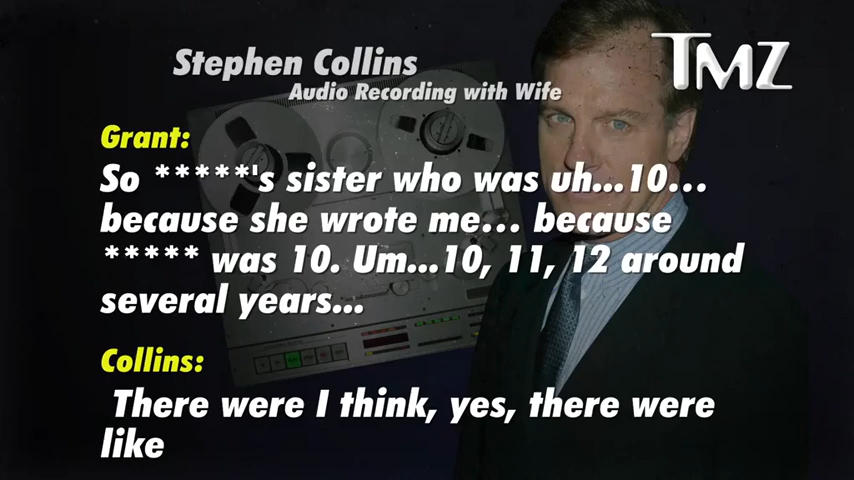 TMZ
Stephen Collins
Audio Recording with Wife
Grant:
So *****'s sister who was uh...10...
because she wrote me... because
***** was 10. Um...10, 11, 12 around
several years...
Collins:
There were I think, yes, there were
like